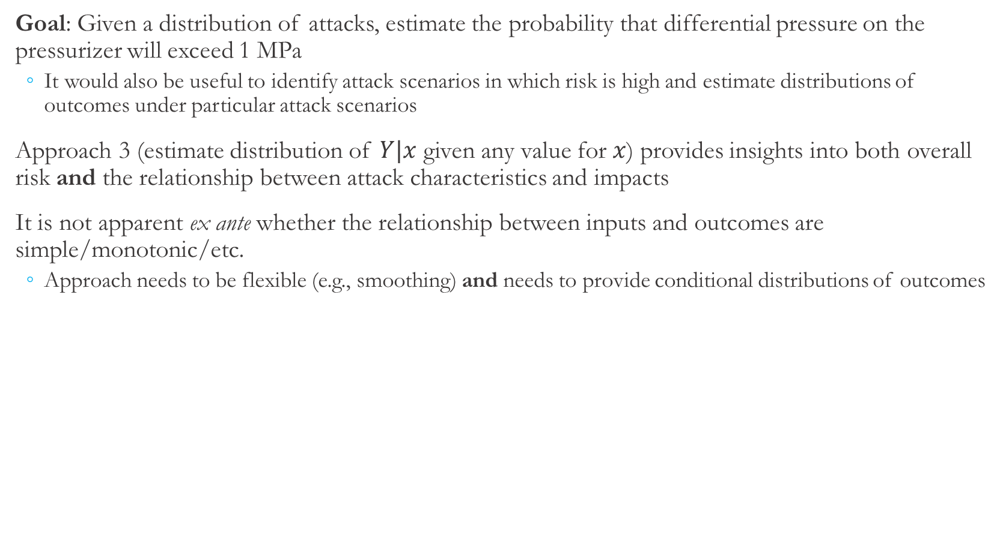 Goal: Given a distribution of attacks, estimate the probability that differential pressure on the
pressurizer will exceed 1 MPa
◦ It would also be useful to identify attack scenarios in which risk is high and estimate distributions of
outcomes under particular attack scenarios
Approach 3 (estimate distribution of Y|x given any value for x) provides insights into both overall
risk and the relationship between attack characteristics and impacts
It is not apparent ex ante whether the relationship between inputs and outcomes are
simple/monotonic/etc.
◦ Approach needs to be flexible (e.g., smoothing) and needs to provide conditional distributions of outcomes